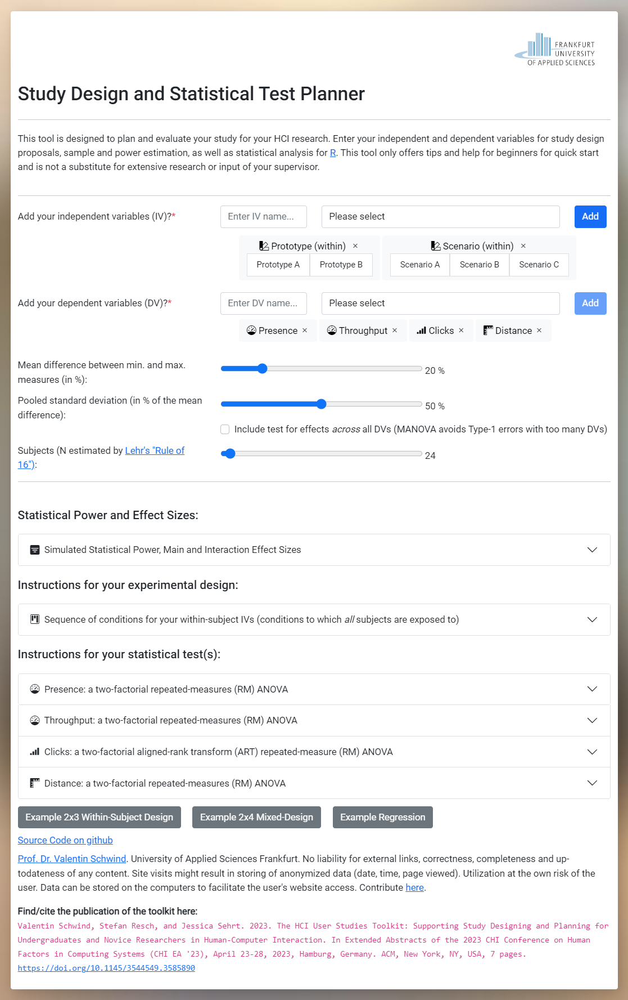 FRANKFURT
UNIVERSITY
OF APPLIED SCIENCES
Study Design and Statistical Test Planner
This tool is designed to plan and evaluate your study for your HCI research. Enter your independent and dependent variables for study design
proposals, sample and power estimation, as well as statistical analysis for R. This tool only offers tips and help for beginners for quick start
and is not a substitute for extensive research or input of your supervisor.
Add your independent variables (IV)?* Enter IV name... Please select Add
Prototype (within) × Scenario (within) ×
Prototype A Prototype B Scenario A Scenario B Scenario C
Add your dependent variables (DV)?* Enter DV name... Please select Add
Presence × Throughput × Clicks × Distance ×
Mean difference between min. and max.
measures (in %): 20 %
Pooled standard deviation (in % of the mean
difference): 50 %
Include test for effects across all DVs (MANOVA avoids Type-1 errors with too many DVs)
Subjects (N estimated by Lehr's "Rule of
16"): 24
Statistical Power and Effect Sizes:
Simulated Statistical Power, Main and Interaction Effect Sizes
Instructions for your experimental design:
Sequence of conditions for your within-subject IVs (conditions to which all subjects are exposed to)
Instructions for your statistical test(s):
Presence: a two-factorial repeated-measures (RM) ANOVA
Throughput: a two-factorial repeated-measures (RM) ANOVA
Clicks: a two-factorial aligned-rank transform (ART) repeated-measure (RM) ANOVA
Distance: a two-factorial repeated-measures (RM) ANOVA
Example 2x3 Within-Subject Design Example 2x4 Mixed-Design Example Regression
Source Code on github
Prof. Dr. Valentin Schwind. University of Applied Sciences Frankfurt. No liability for external links, correctness, completeness and up-
todateness of any content. Site visits might result in storing of anonymized data (date, time, page viewed). Utilization at the own risk of the
user. Data can be stored on the computers to facilitate the user's website access. Contribute here.
Find/cite the publication of the toolkit here:
Valentin Schwind, Stefan Resch, and Jessica Sehrt. 2023. The HCI User Studies Toolkit: Supporting Study Designing and Planning for
Undergraduates and Novice Researchers in Human-Computer Interaction. In Extended Abstracts of the 2023 CHI Conference on Human
Factors in Computing Systems (CHI EA '23), April 23-28, 2023, Hamburg, Germany. ACM, New York, NY, USA, 7 pages.
https://doi.org/10.1145/3544549.3585890